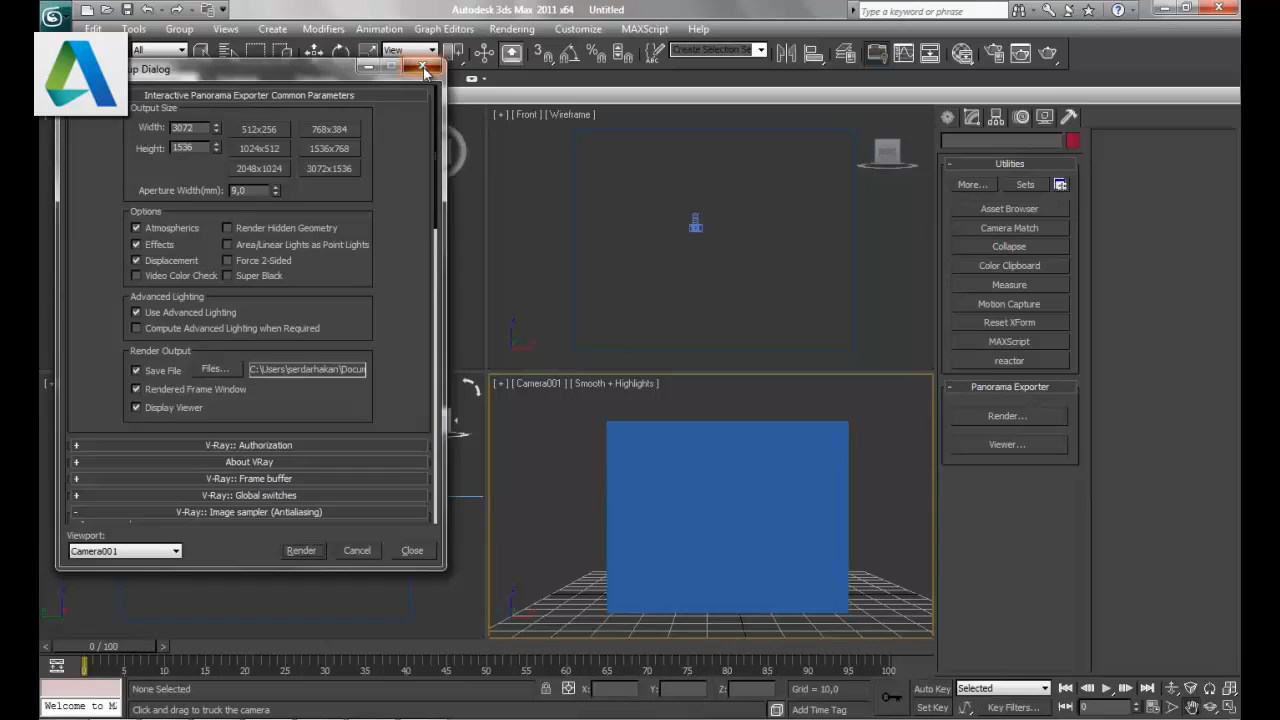 Autodesk 3ds Max 2011 x64 Untitled
Type a keyword or phrase
Edit Tools Group Views Create Modifiers Animation Graph Editors Rendering Customize MAXScript Help
All
View
Create Selection Se
up Dialog
Interactive Panorama Exporter Common Parameters
Output Size
Width: 3072 512x256 768x384
Height: 1536 1024x512 1536x768
2048x1024 3072x1536
Aperture Width(mm): 9,0
Options
Atmospherics Render Hidden Geometry
Effects Area/Linear Lights as Point Lights
Displacement Force 2-Sided
Video Color Check Super Black
Advanced Lighting
Use Advanced Lighting
Compute Advanced Lighting when Required
Render Output
Save File Files... C:\Users\serdarhakan\Docum
Rendered Frame Window
Display Viewer
+ V-Ray:: Authorization
+ About VRay
+ V-Ray:: Frame buffer
+ V-Ray:: Global switches
- V-Ray:: Image sampler (Antialiasing)
Viewport:
Camera001
Render Cancel Close
[ + ] [ Front ] [ Wireframe ]
[ + ] [ Camera001 ] [ Smooth + Highlights ]
- Utilities
More... Sets
Asset Browser
Camera Match
Collapse
Color Clipboard
Measure
Motion Capture
Reset XForm
MAXScript
reactor
- Panorama Exporter
Render...
Viewer...
< 0 / 100 >
0 5 10 15 20 25 30 35 40 45 50 55 60 65 70 75 80 85 90 95 100
None Selected X: Y: Z: Grid = 10,0 Auto Key Selected
Welcome to M
Click and drag to truck the camera Add Time Tag Set Key Key Filters... 0